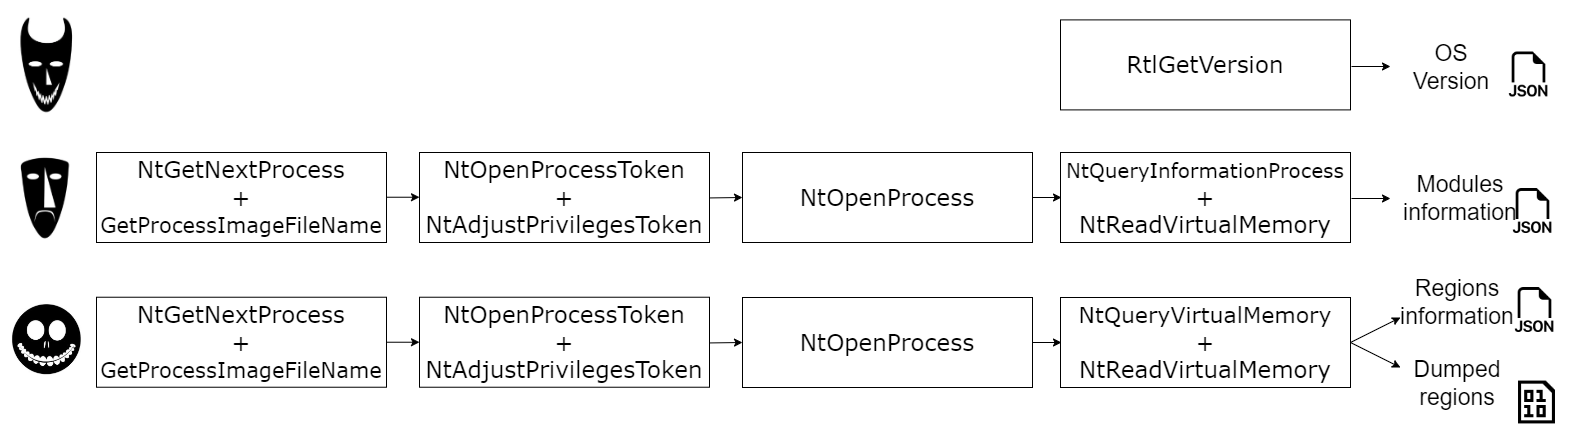 RtlGetVersion
OS
Version
JSON
NtGetNextProcess
+
GetProcessImageFileName
NtOpenProcessToken
+
NtAdjustPrivilegesToken
NtOpenProcess
NtQueryInformationProcess
+
NtReadVirtualMemory
Modules
information
JSON
NtGetNextProcess
+
GetProcessImageFileName
NtOpenProcessToken
+
NtAdjustPrivilegesToken
NtOpenProcess
NtQueryVirtualMemory
+
NtReadVirtualMemory
Regions
information
JSON
Dumped
regions
01
10